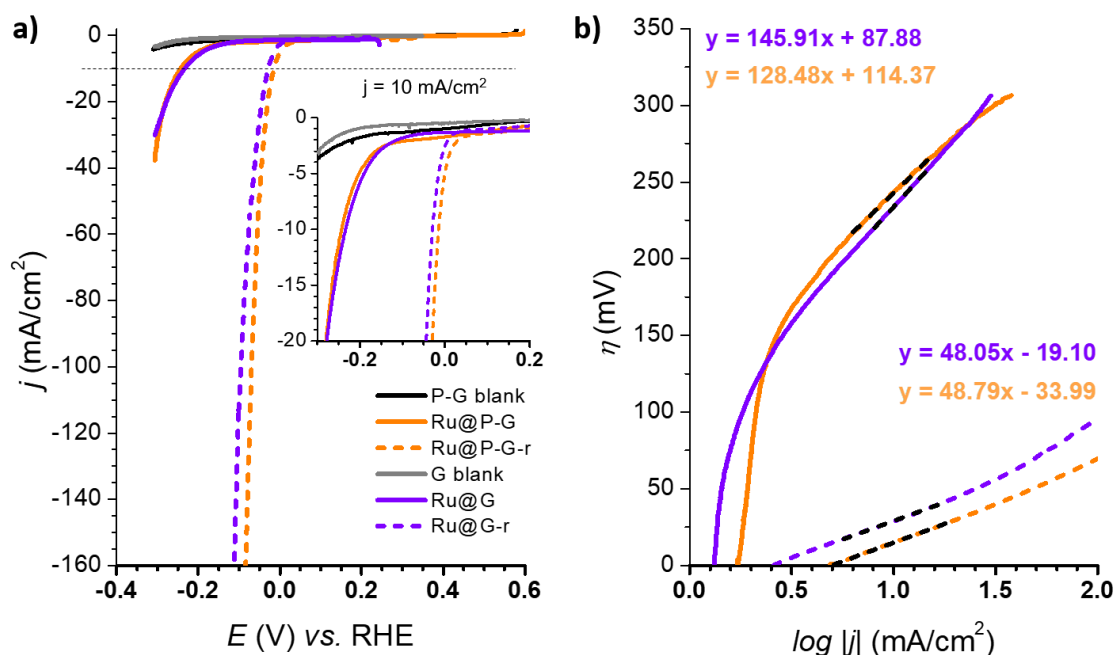 a)
0
-20
-40
-60
-80
-100
-120
-140
-160
-0.4
-0.2
0.0
0.2
0.4
0.6
j (mA/cm²)
E (V) vs. RHE
j = 10 mA/cm²
0
-5
-10
-15
-20
-0.2
0.0
0.2
P-G blank
Ru@P-G
Ru@P-G-r
G blank
Ru@G
Ru@G-r
b)
y = 145.91x + 87.88
y = 128.48x + 114.37
y = 48.05x - 19.10
y = 48.79x - 33.99
350
300
250
200
150
100
50
0
0.0
0.5
1.0
1.5
2.0
η (mV)
log |j| (mA/cm²)